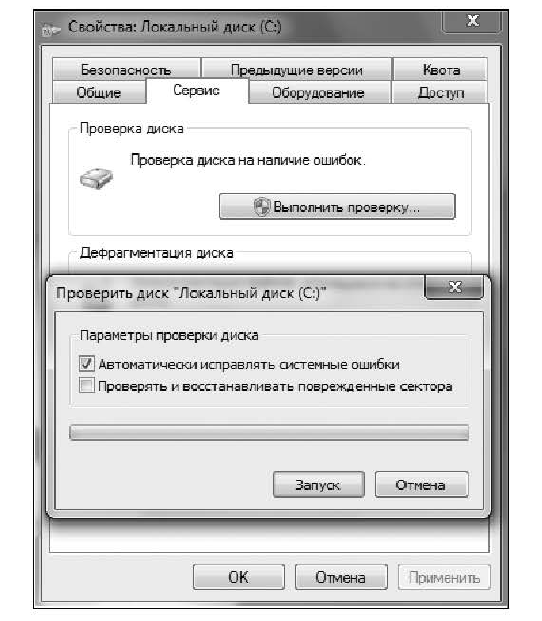 Свойства: Локальный диск (C:)
Безопасность Предыдущие версии Квота
Общие Сервис Оборудование Доступ
Проверка диска
Проверка диска на наличие ошибок.
Выполнить проверку...
Дефрагментация диска
Проверить диск "Локальный диск (C:)"
Параметры проверки диска
Автоматически исправлять системные ошибки
Проверять и восстанавливать поврежденные сектора
Запуск Отмена
OK Отмена Применить